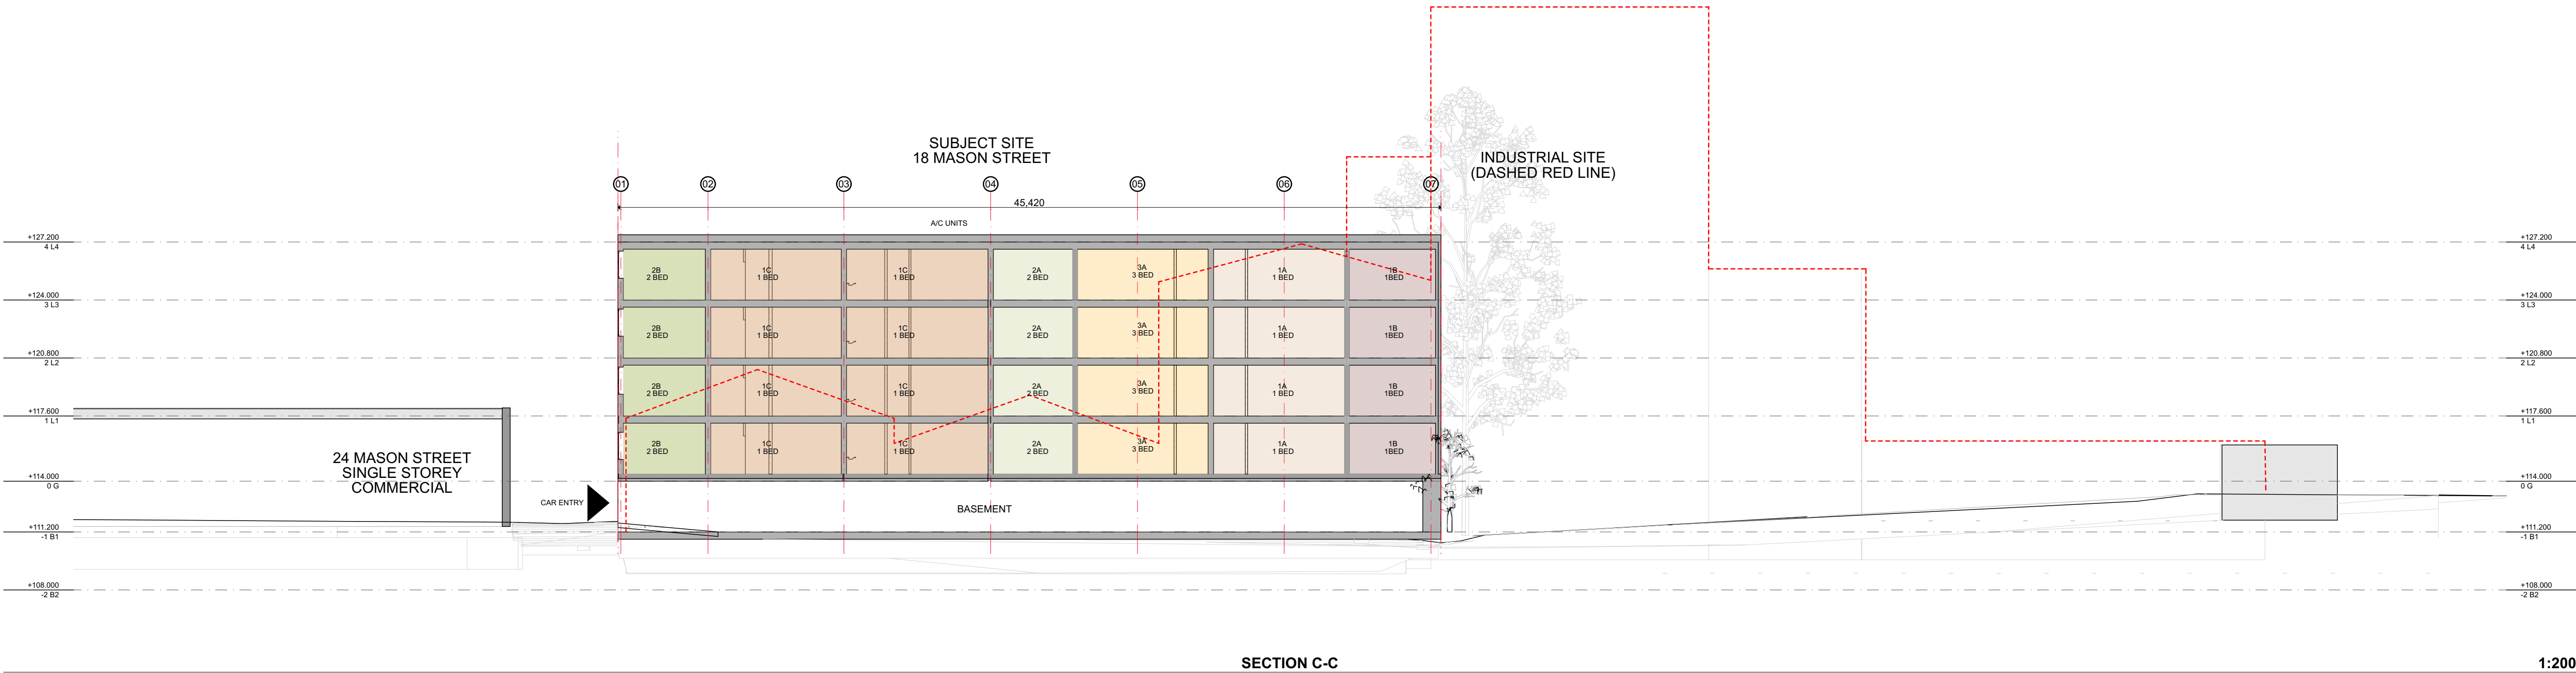 SUBJECT SITE
18 MASON STREET
INDUSTRIAL SITE
(DASHED RED LINE)
01 02 03 04 05 06 07
45,420
A/C UNITS
+127.200
4 L4
+127.200
4 L4
2B 1C 1C 2A 3A 1A 1B
2 BED 1 BED 1 BED 2 BED 3 BED 1 BED 1BED
+124.000
3 L3
+124.000
3 L3
2B 1C 1C 2A 3A 1A 1B
2 BED 1 BED 1 BED 2 BED 3 BED 1 BED 1BED
+120.800
2 L2
+120.800
2 L2
2B 1C 1C 2A 3A 1A 1B
2 BED 1 BED 1 BED 2 BED 3 BED 1 BED 1BED
+117.600
1 L1
+117.600
1 L1
2B 1C 1C 2A 3A 1A 1B
2 BED 1 BED 1 BED 2 BED 3 BED 1 BED 1BED
24 MASON STREET
SINGLE STOREY
COMMERCIAL
+114.000
0 G
+114.000
0 G
CAR ENTRY
BASEMENT
+111.200
-1 B1
+111.200
-1 B1
+108.000
-2 B2
+108.000
-2 B2
SECTION C-C
1:200